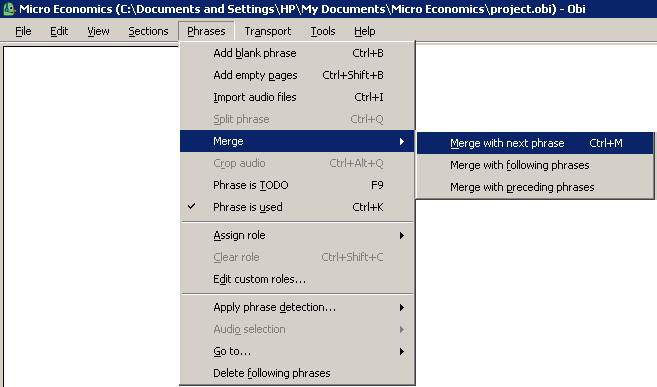 Micro Economics (C:\Documents and Settings\HP\My Documents\Micro Economics\project.obi) - Obi
File Edit View Sections Phrases Transport Tools Help
Add blank phrase Ctrl+B
Add empty pages Ctrl+Shift+B
Import audio files Ctrl+I
Split phrase Ctrl+Q
Merge
Merge with next phrase Ctrl+M
Merge with following phrases
Merge with preceding phrases
Crop audio Ctrl+Alt+Q
Phrase is TODO F9
Phrase is used Ctrl+K
Assign role
Clear role Ctrl+Shift+C
Edit custom roles...
Apply phrase detection...
Audio selection
Go to...
Delete following phrases